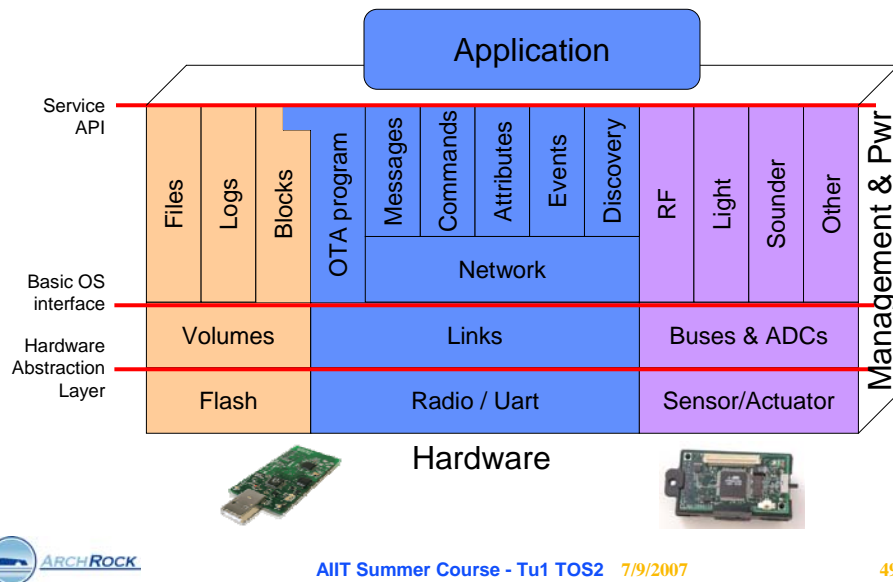 Application
Service
API
Files
Logs
Blocks
OTA program
Messages
Commands
Attributes
Events
Discovery
RF
Light
Sounder
Other
Management & Pwr
Network
Basic OS
interface
Volumes
Links
Buses & ADCs
Hardware
Abstraction
Layer
Flash
Radio / Uart
Sensor/Actuator
Hardware
ARCHROCK
AIIT Summer Course - Tu1 TOS2 7/9/2007